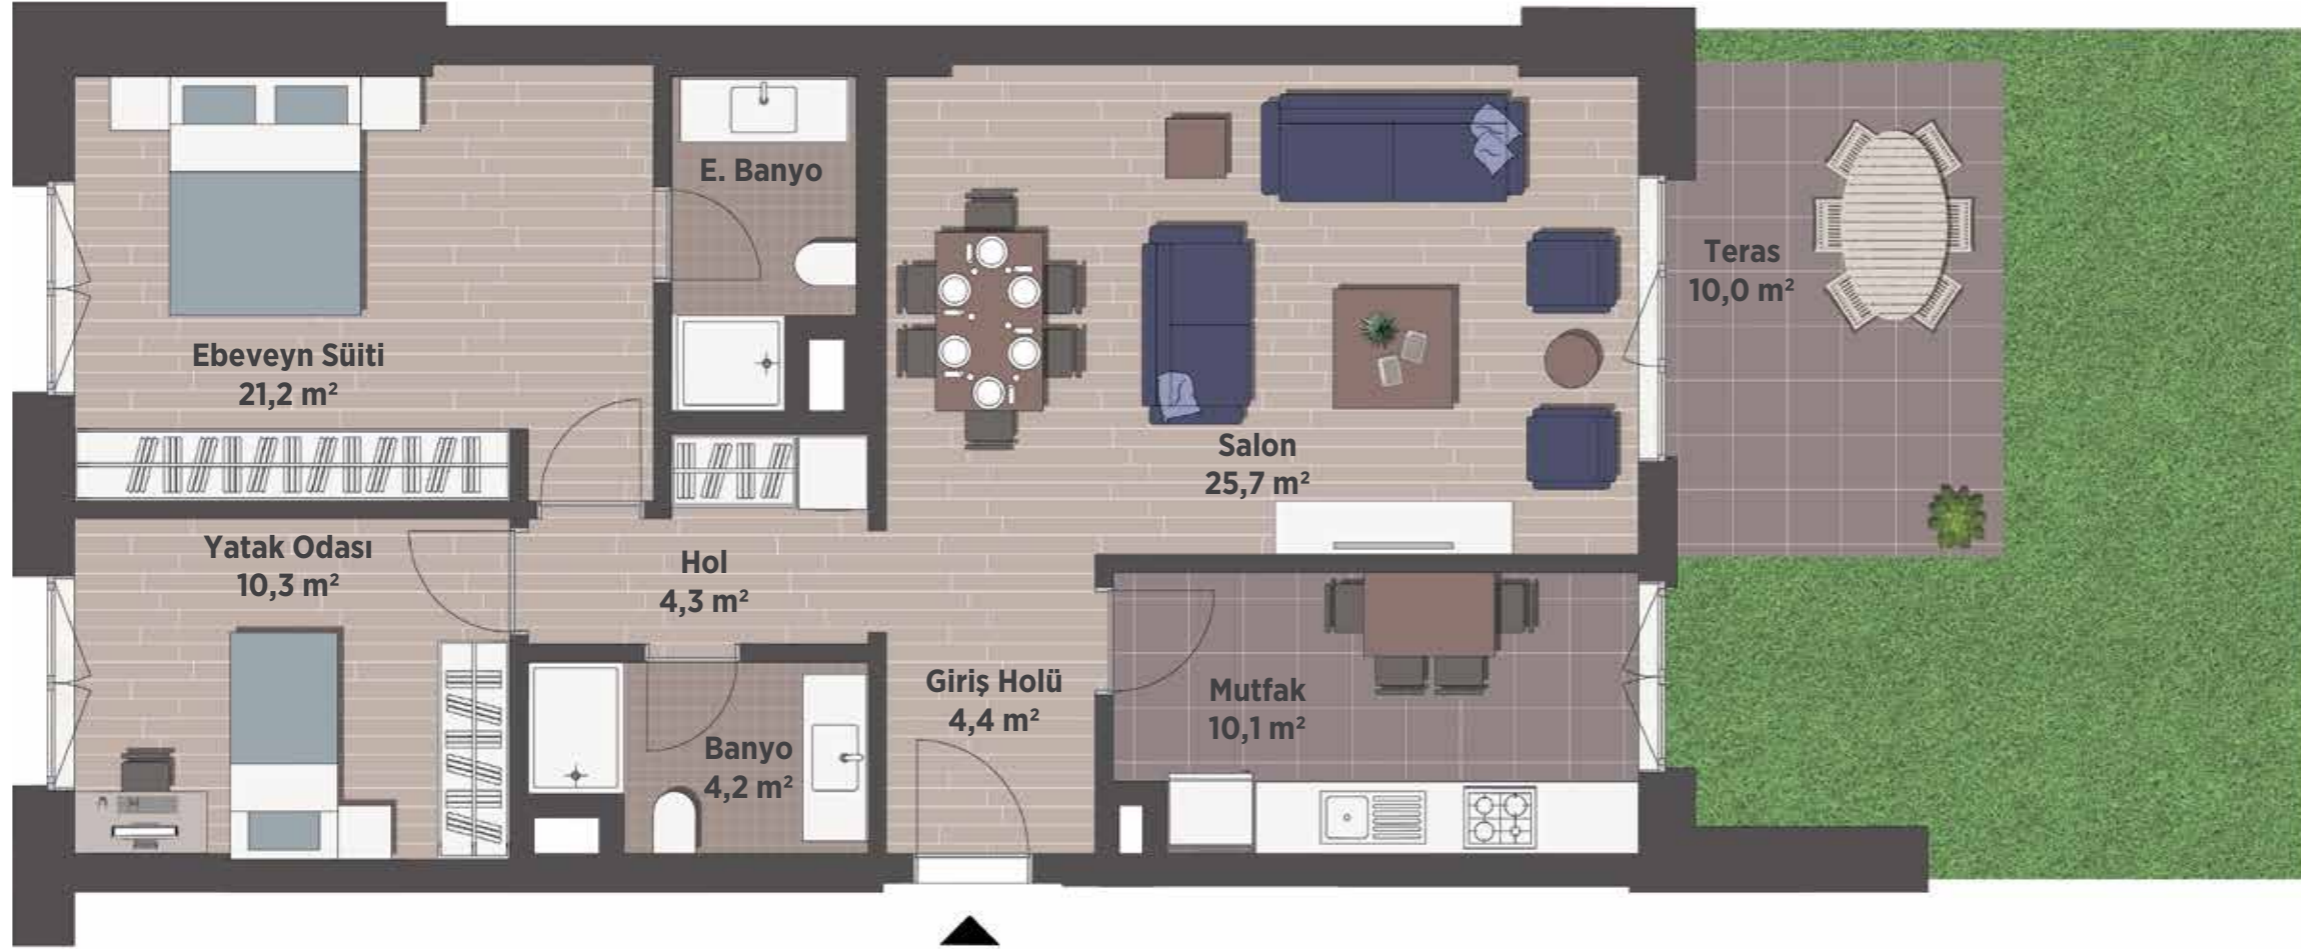 E. Banyo
Ebeveyn Süiti
21,2 m²
Teras
10,0 m²
Salon
25,7 m²
Yatak Odası
10,3 m²
Hol
4,3 m²
Giriş Holü
4,4 m²
Mutfak
10,1 m²
Banyo
4,2 m²